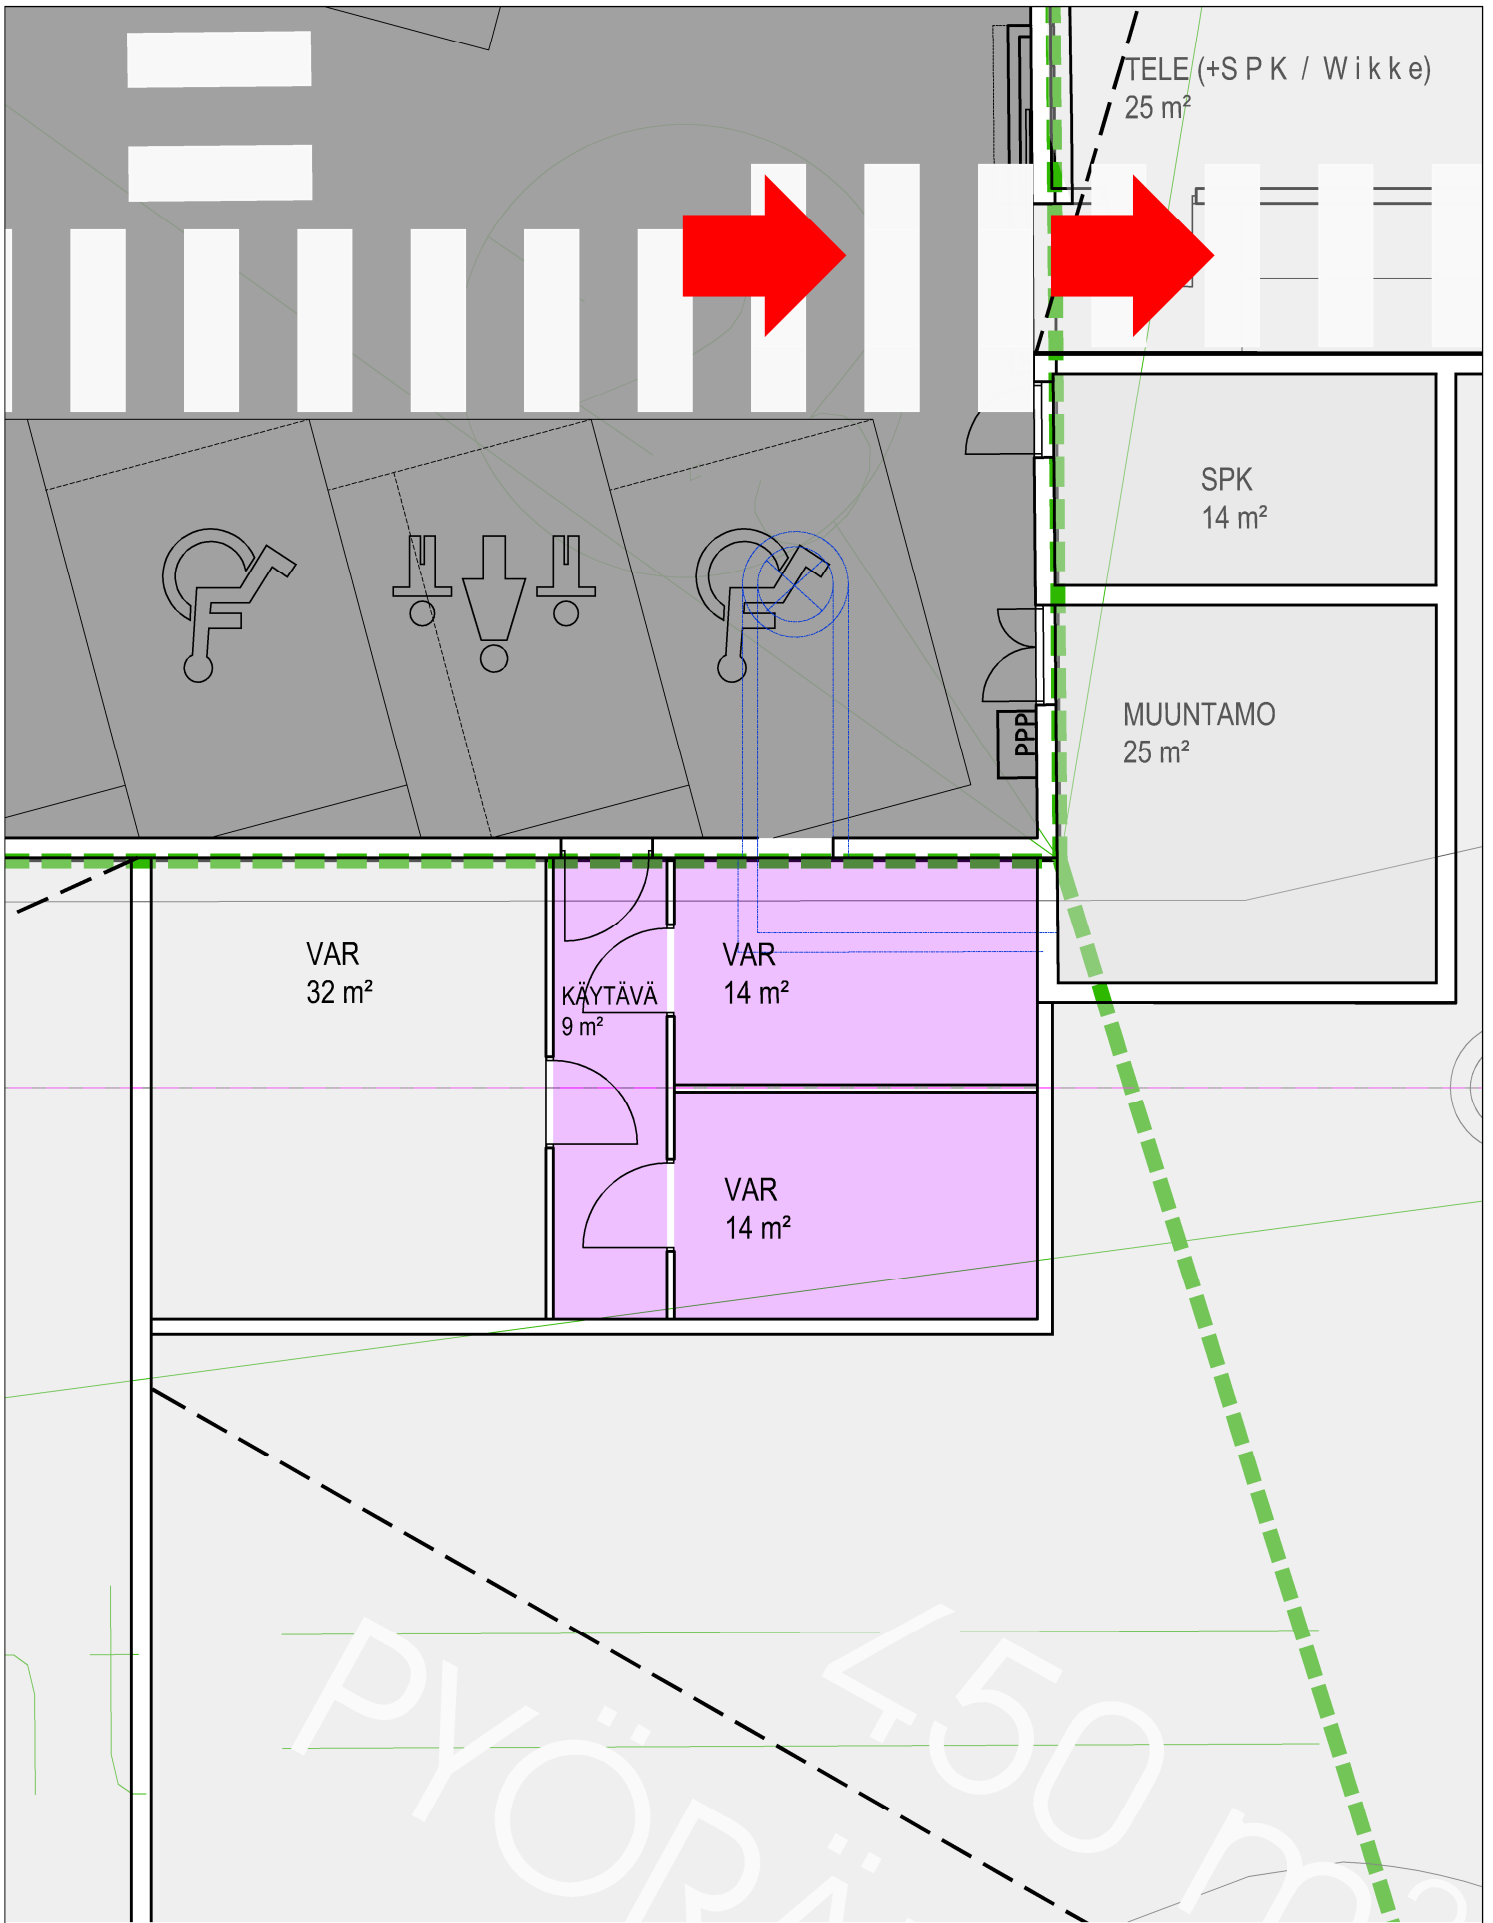 TELE (+S P K / W i k k e)
25 m²
SPK
14 m²
MUUNTAMO
25 m²
PPP
VAR
32 m²
KÄYTÄVÄ
9 m²
VAR
14 m²
VAR
14 m²
450 m²